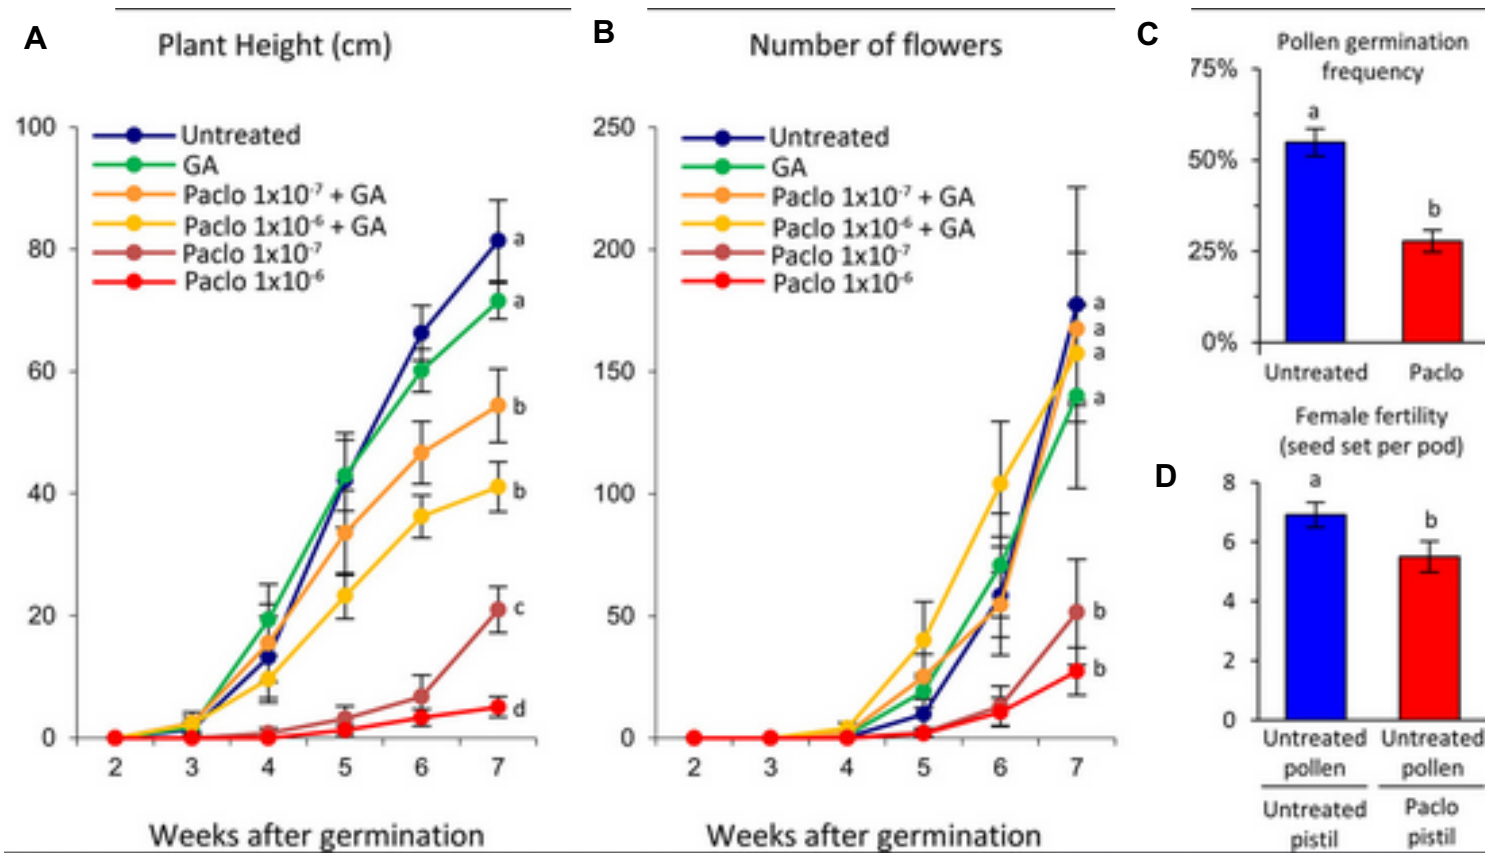 A
Plant Height (cm)
100
80
60
40
20
0
Untreated
GA
Paclo 1x10⁻⁷ + GA
Paclo 1x10⁻⁶ + GA
Paclo 1x10⁻⁷
Paclo 1x10⁻⁶
a
a
b
b
c
d
2 3 4 5 6 7
Weeks after germination
B
Number of flowers
250
200
150
100
50
0
Untreated
GA
Paclo 1x10⁻⁷ + GA
Paclo 1x10⁻⁶ + GA
Paclo 1x10⁻⁷
Paclo 1x10⁻⁶
a
a
a
a
b
b
2 3 4 5 6 7
Weeks after germination
C
Pollen germination
frequency
75%
50%
25%
0%
a
b
Untreated Paclo
D
Female fertility
(seed set per pod)
8
6
4
2
0
a
b
Untreated Untreated
pollen pollen
Untreated Paclo
pistil pistil